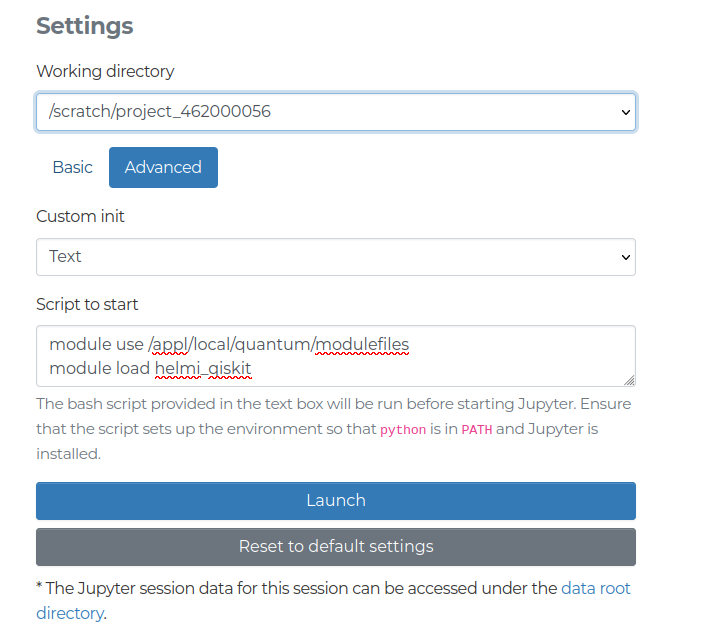 Settings
Working directory
/scratch/project_462000056
Basic
Advanced
Custom init
Text
Script to start
module use /appl/local/quantum/modulefiles
module load helmi_qiskit
The bash script provided in the text box will be run before starting Jupyter. Ensure
that the script sets up the environment so that python is in PATH and Jupyter is
installed.
Launch
Reset to default settings
* The Jupyter session data for this session can be accessed under the data root
directory.